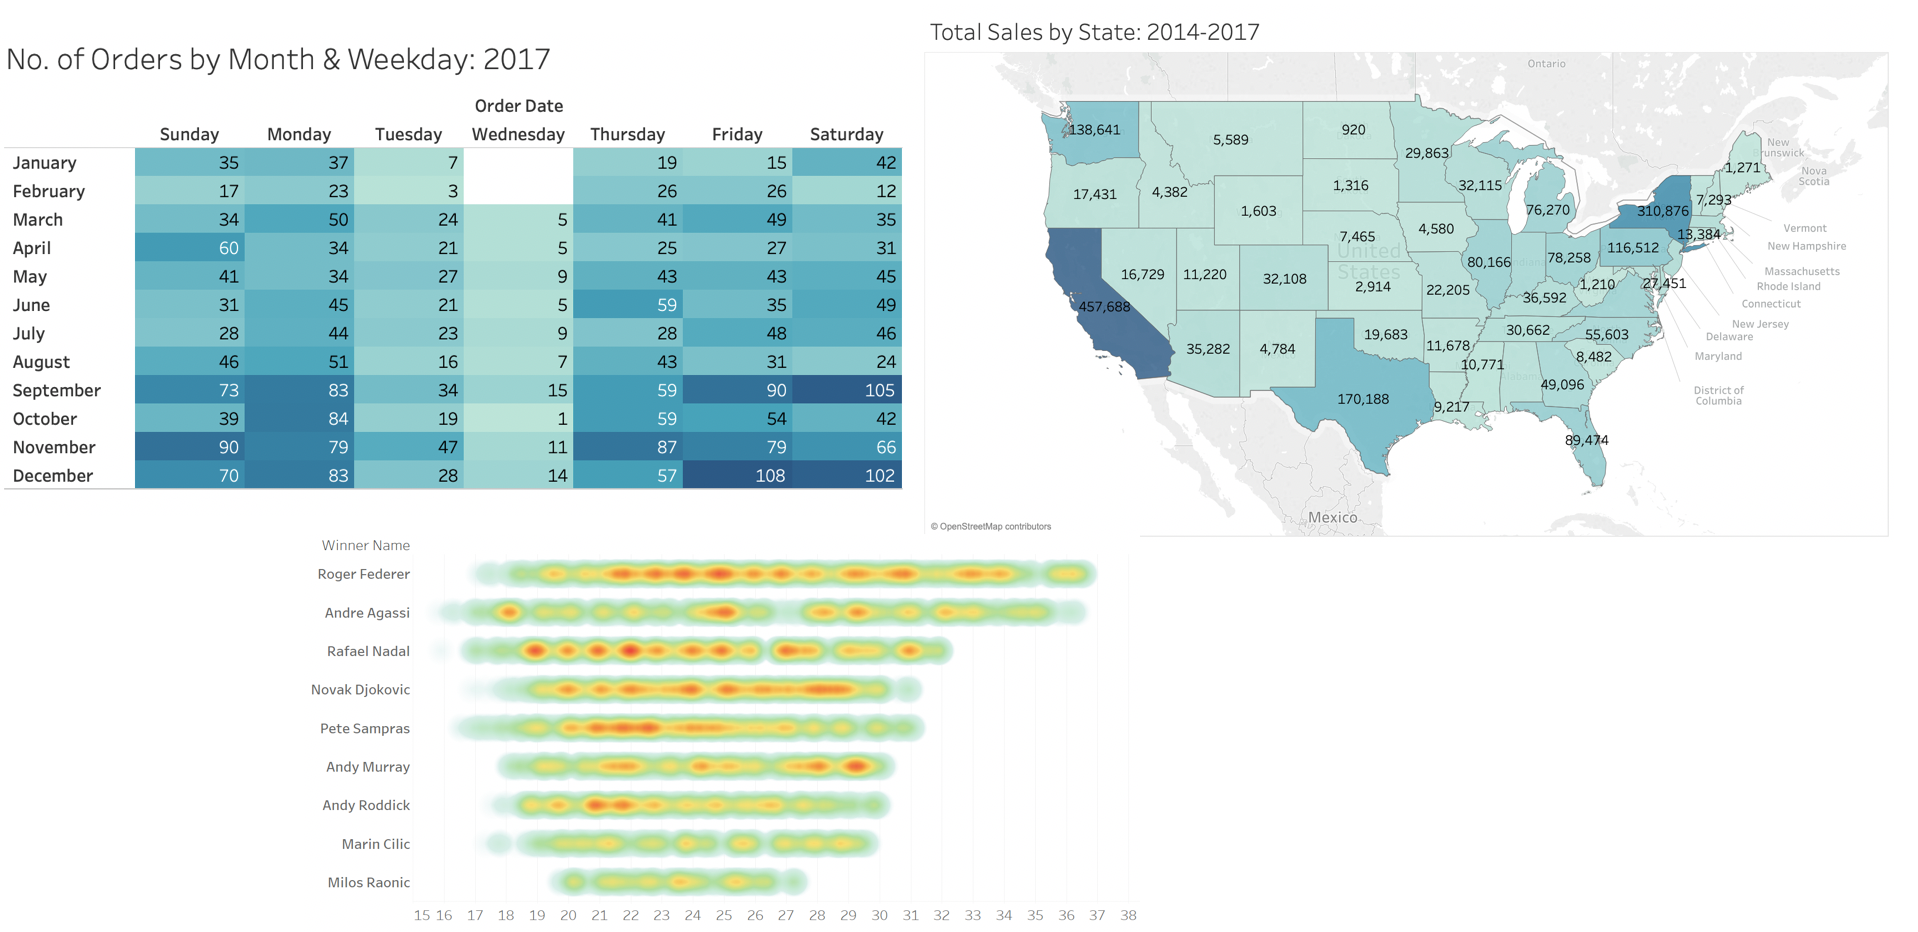 No. of Orders by Month & Weekday: 2017
Order Date
Sunday Monday Tuesday Wednesday Thursday Friday Saturday
January 35 37 7 19 15 42
February 17 23 3 26 26 12
March 34 50 24 5 41 49 35
April 60 34 21 5 25 27 31
May 41 34 27 9 43 43 45
June 31 45 21 5 59 35 49
July 28 44 23 9 28 48 46
August 46 51 16 7 43 31 24
September 73 83 34 15 59 90 105
October 39 84 19 1 59 54 42
November 90 79 47 11 87 79 66
December 70 83 28 14 57 108 102
Total Sales by State: 2014-2017
Ontario
138,641
5,589
920
29,863
New
Brunswick
1,271
Nova
Scotia
17,431
4,382
1,316
32,115
76,270
310,876
7,293
1,603
7,465
4,580
13,384
Vermont
New Hampshire
United
States
116,512
16,729
11,220
32,108
2,914
80,166
78,258
1,210
27,451
Massachusetts
Rhode Island
Connecticut
457,688
22,205
36,592
New Jersey
Delaware
Maryland
19,683
30,662
55,603
35,282
4,784
11,678
10,771
8,482
Alabama
49,096
District of
Columbia
170,188
9,217
89,474
Mexico
© OpenStreetMap contributors
Winner Name
Roger Federer
Andre Agassi
Rafael Nadal
Novak Djokovic
Pete Sampras
Andy Murray
Andy Roddick
Marin Cilic
Milos Raonic
15 16 17 18 19 20 21 22 23 24 25 26 27 28 29 30 31 32 33 34 35 36 37 38